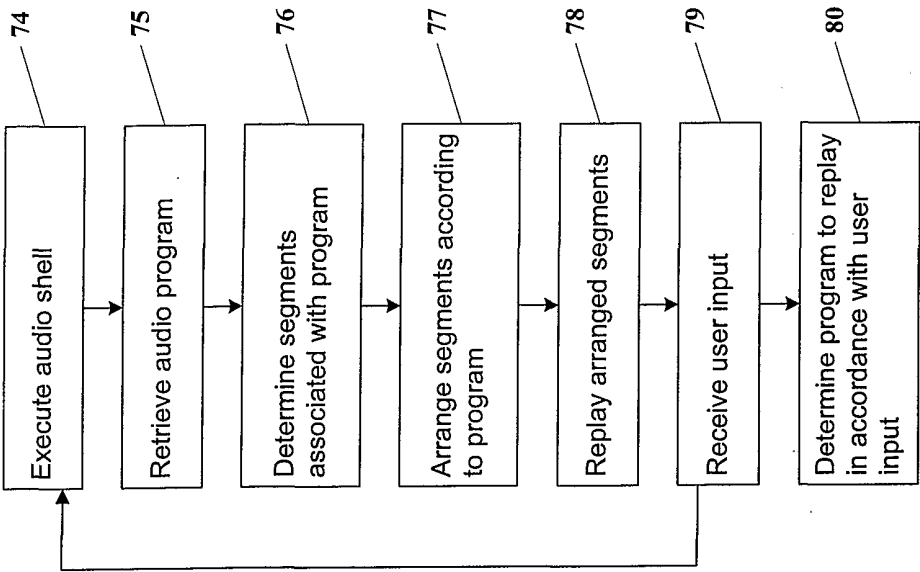 74
Execute audio shell
75
Retrieve audio program
76
Determine segments
associated with program
77
Arrange segments according
to program
78
Replay arranged segments
79
Receive user input
80
Determine program to replay
in accordance with user
input